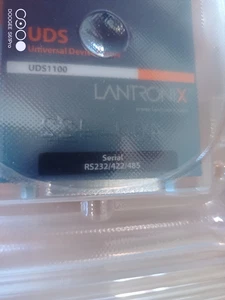 UDS
Universal Device
UDS1100
LANTRONIX
Serial
RS232/422/485
DOOGEE S68Pro